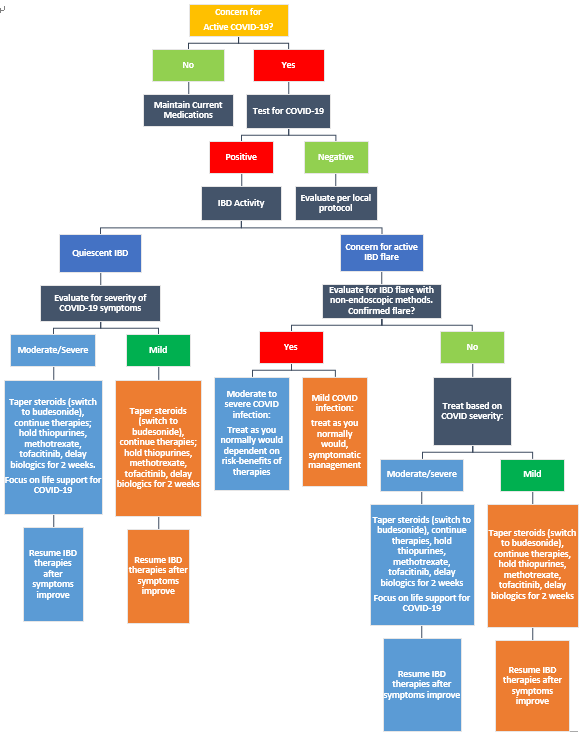 Concern for
Active COVID-19?
No
Yes
Maintain Current
Medications
Test for COVID-19
Positive
Negative
IBD Activity
Evaluate per local
protocol
Quiescent IBD
Concern for active
IBD flare
Evaluate for severity of
COVID-19 symptoms
Evaluate for IBD flare with
non-endoscopic methods.
Confirmed flare?
Moderate/Severe
Mild
Yes
No
Taper steroids (switch
to budesonide),
continue therapies;
hold thiopurines,
methotrexate,
tofacitinib, delay
biologics for 2 weeks.
Focus on life support for
COVID-19
Taper steroids
(switch to
budesonide),
continue therapies;
hold thiopurines,
methotrexate,
tofacitinib, delay
biologics for 2 weeks
Moderate to
severe COVID
infection:
Treat as you
normally would
dependent on
risk-benefits of
therapies
Mild COVID
infection:
treat as you
normally
would,
symptomatic
management
Treat based on
COVID severity:
Moderate/severe
Mild
Resume IBD
therapies
after
symptoms
improve
Resume IBD
therapies after
symptoms
improve
Taper steroids (switch to
budesonide), continue
therapies, hold
thiopurines,
methotrexate,
tofacitinib, delay
biologics for 2 weeks
Focus on life support for
COVID-19
Taper steroids (switch
to budesonide),
continue therapies,
hold thiopurines,
methotrexate,
tofacitinib, delay
biologics for 2 weeks
Resume IBD
therapies after
symptoms improve
Resume IBD
therapies after
symptoms
improve